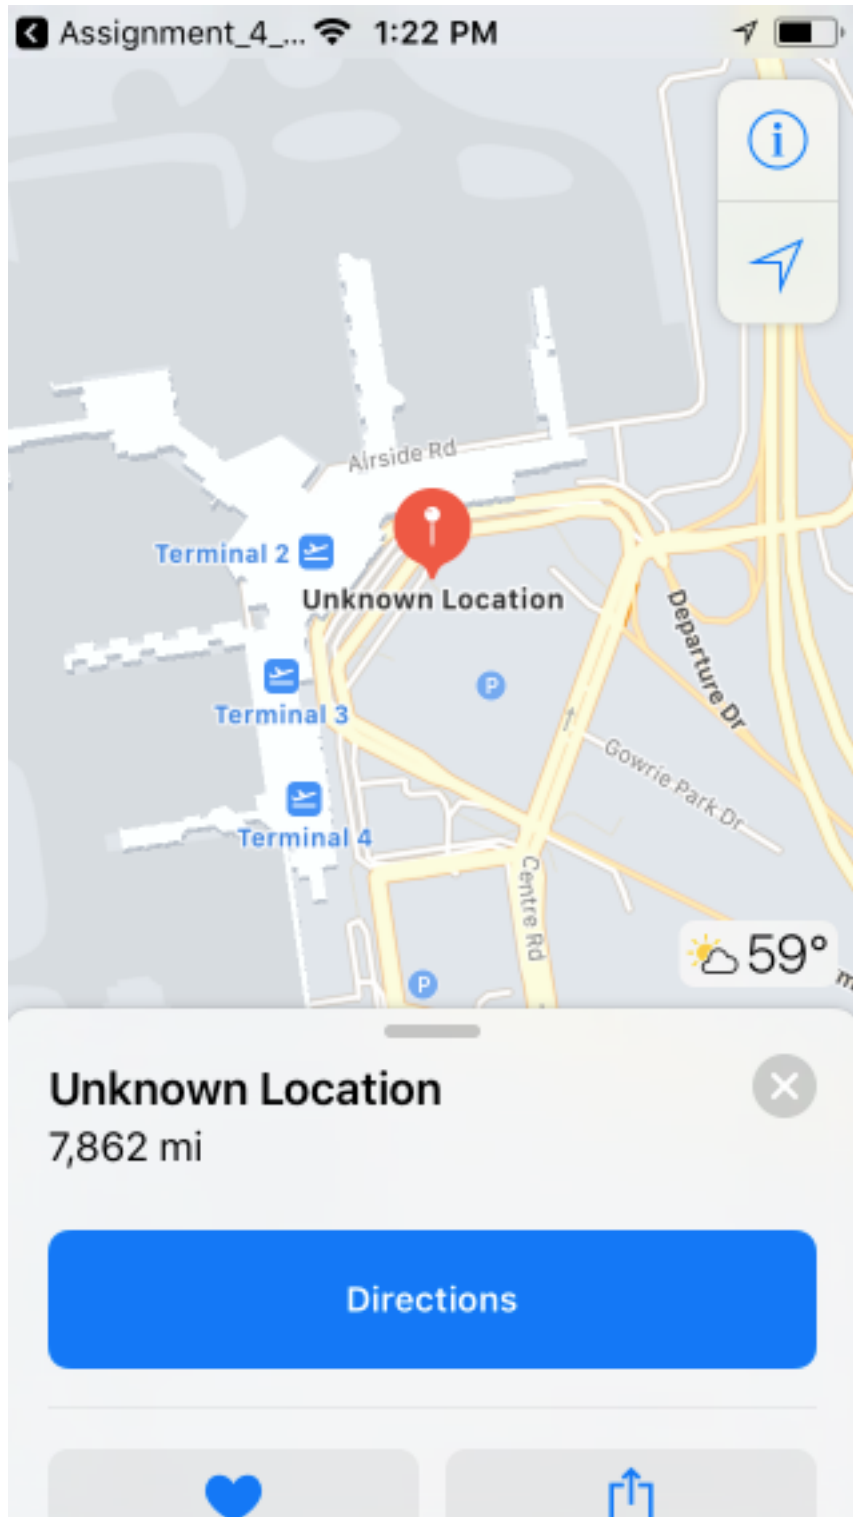 Assignment_4_... 1:22 PM
Airside Rd
Terminal 2
Unknown Location
Departure Dr
P
Terminal 3
Gowrie Park Dr
Terminal 4
Centre Rd
59°
P
Unknown Location
7,862 mi
Directions